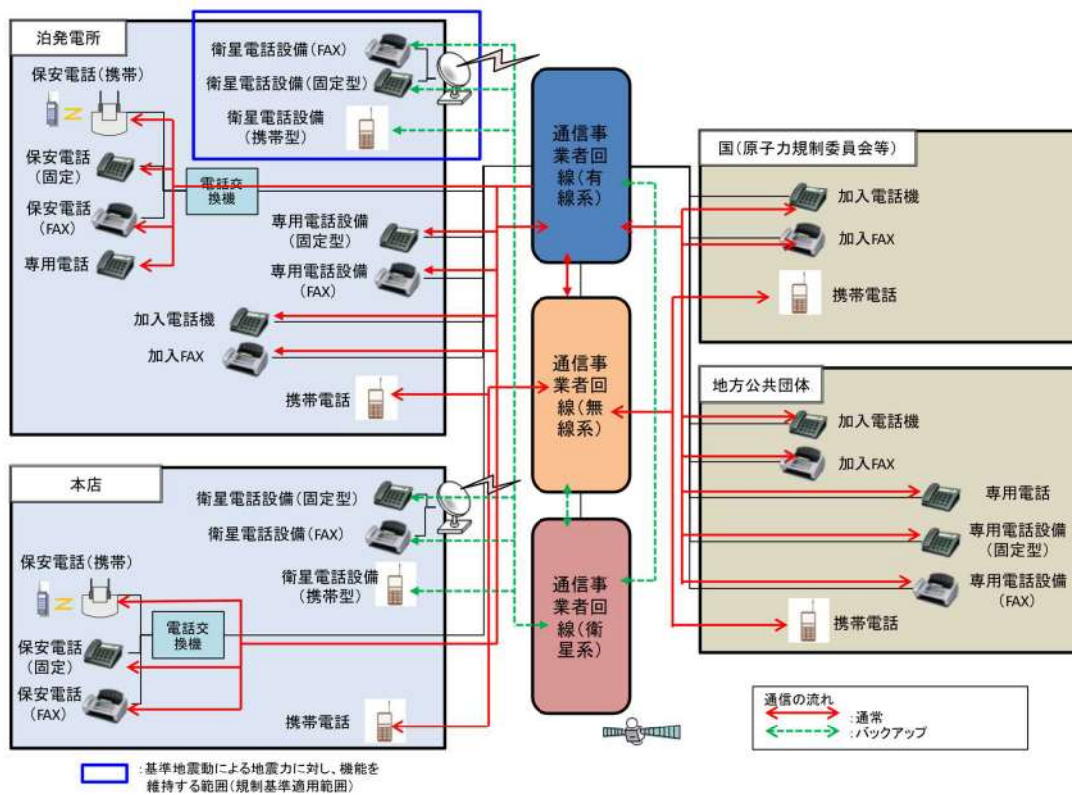 泊発電所
保安電話(携帯)
保安電話
(固定)
保安電話
(FAX)
専用電話
電話交
換機
衛星電話設備(FAX)
衛星電話設備(固定型)
衛星電話設備
(携帯型)
専用電話設備
(固定型)
専用電話設備
(FAX)
加入電話機
加入FAX
携帯電話
本店
衛星電話設備(固定型)
衛星電話設備(FAX)
衛星電話設備
(携帯型)
保安電話(携帯)
保安電話
(固定)
保安電話
(FAX)
電話交
換機
携帯電話
通信事
業者回
線(有
線系)
通信事
業者回
線(無
線系)
通信事
業者回
線(衛
星系)
国(原子力規制委員会等)
加入電話機
加入FAX
携帯電話
地方公共団体
加入電話機
加入FAX
専用電話
専用電話設備
(固定型)
専用電話設備
(FAX)
携帯電話
通信の流れ
:通常
:バックアップ
:基準地震動による地震力に対し、機能を
維持する範囲(規制基準適用範囲)